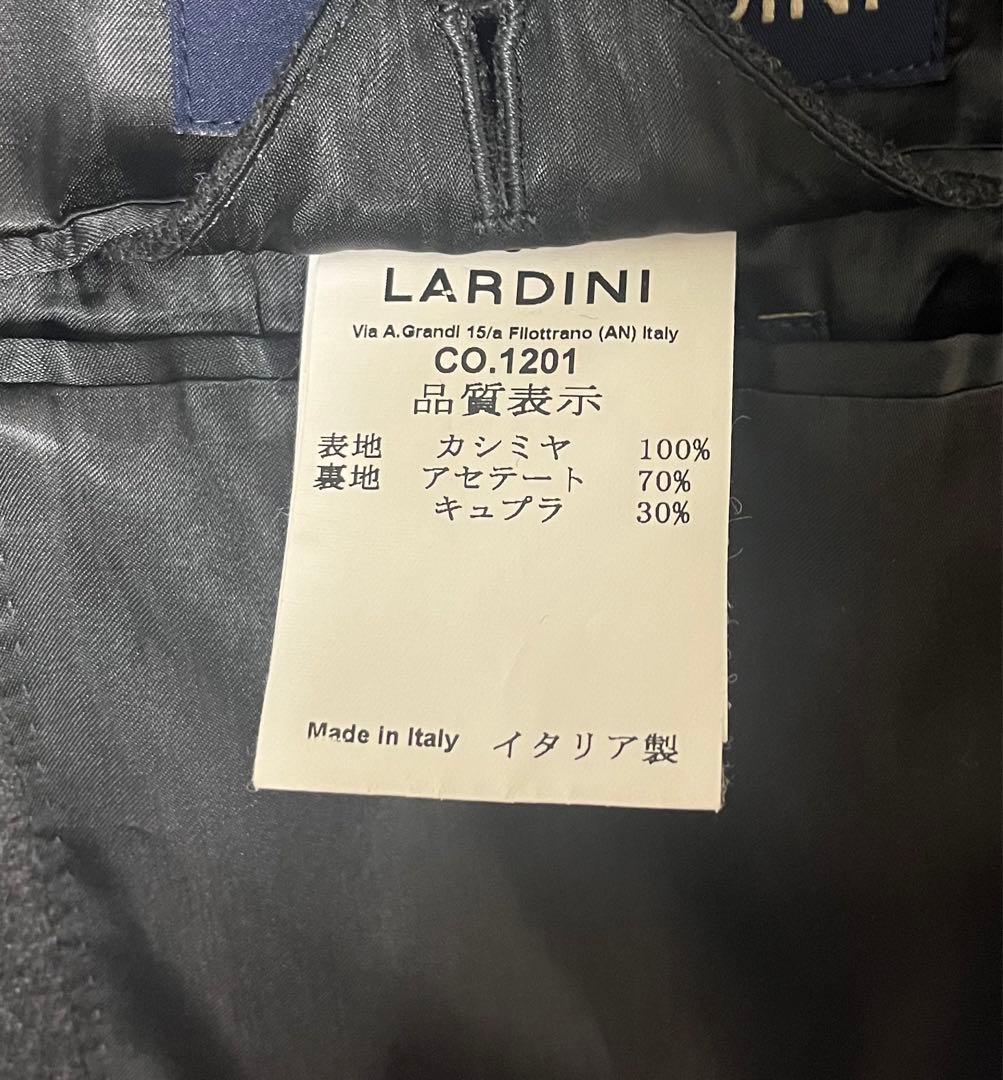 LARDINI
Via A.Grandi 15/a Filottrano (AN) Italy
CO.1201
品質表示
表地 カシミヤ 100%
裏地 アセテート 70%
キュプラ 30%
Made in Italy イタリア製